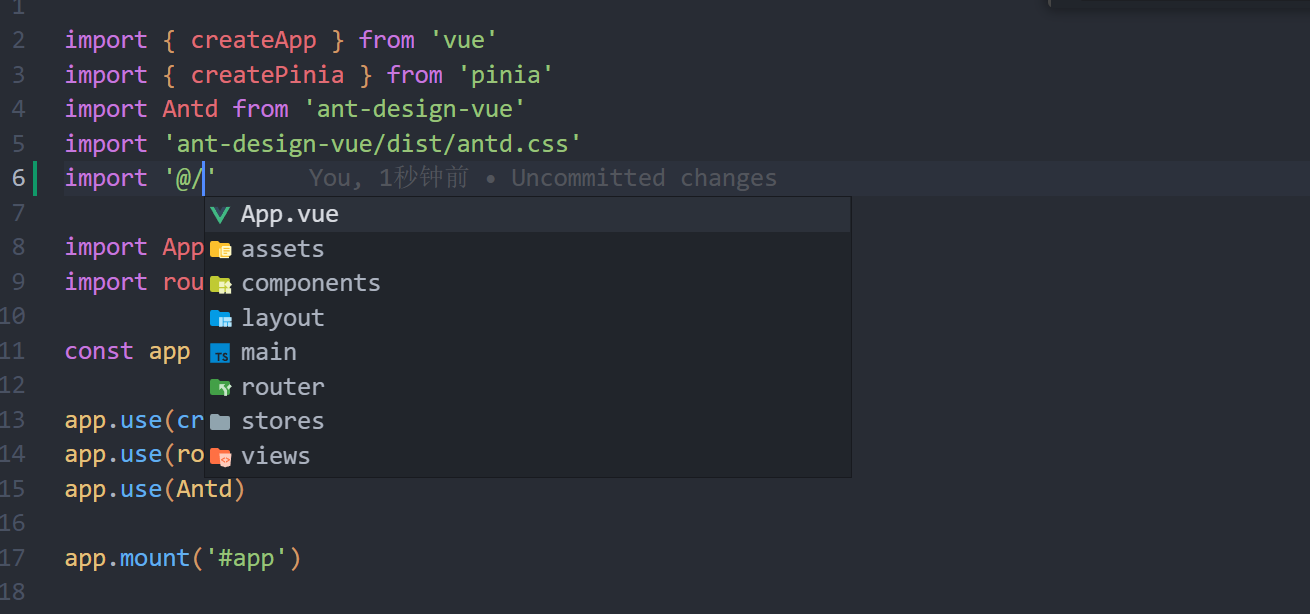 1
2 import { createApp } from 'vue'
3 import { createPinia } from 'pinia'
4 import Antd from 'ant-design-vue'
5 import 'ant-design-vue/dist/antd.css'
6 import '@/' You, 1秒钟前 • Uncommitted changes
7 App.vue
8 import App
assets
9 import rou
components
10 layout
11 const app
TS main
12 router
13 app.use(cr
stores
14 app.use(ro
views
15 app.use(Antd)
16
17 app.mount('#app')
18